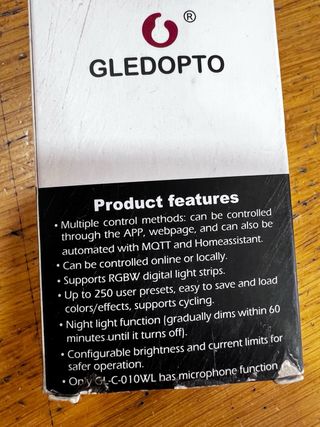 ®
GLEDOPTO
Product features
• Multiple control methods: can be controlled
through the APP, webpage, and can also be
automated with MQTT and Homeassistant.
• Can be controlled online or locally.
• Supports RGBW digital light strips.
• Up to 250 user presets, easy to save and load
colors/effects, supports cycling.
• Night light function (gradually dims within 60
minutes until it turns off).
• Configurable brightness and current limits for
safer operation.
• Only GL-C-010WL has microphone function